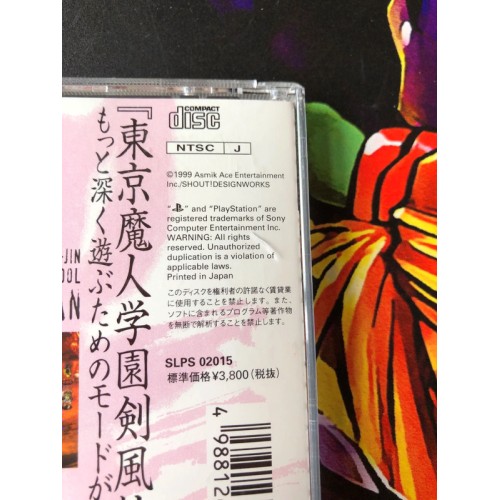 COMPACT
disc
NTSC J
©1999 Asmik Ace Entertainment
Inc./SHOUT!DESIGNWORKS
" " and "PlayStation" are
registered trademarks of Sony
Computer Entertainment Inc.
WARNING: All rights
reserved. Unauthorized
duplication is a violation of
applicable laws.
Printed in Japan
このディスクを権利者の許諾なく賃貸業
に使用することを禁止します。また、
ソフトに含まれるプログラム等著作物
を無断で解析することを禁止します。
SLPS 02015
標準価格¥3,800(税抜)
『東京魔人学園剣風
もっと深く遊ぶためのモードが
-JIN
OOL
AN
4 98812